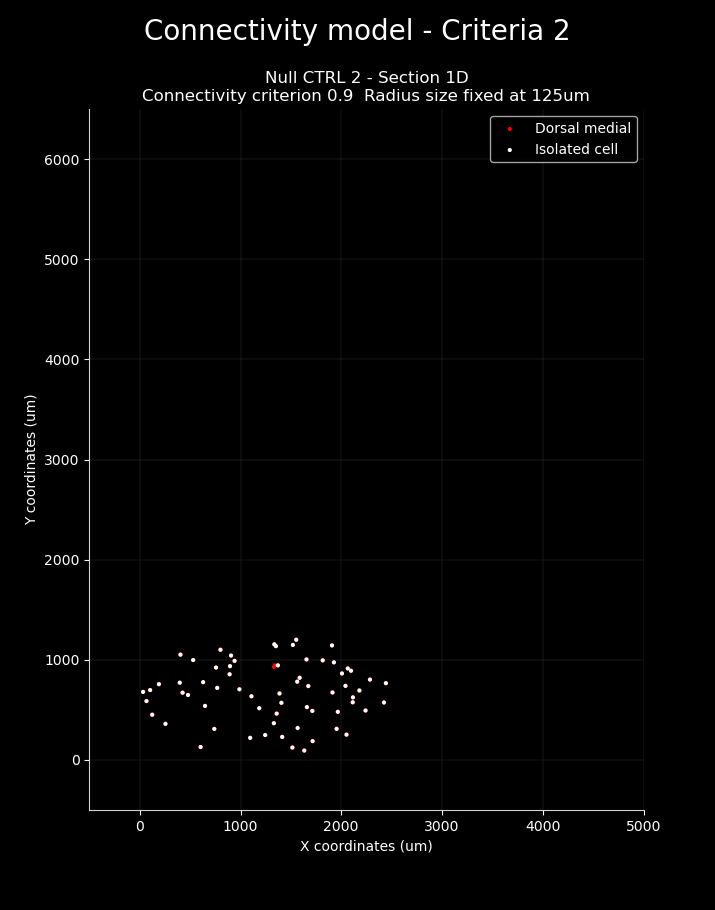 Connectivity model - Criteria 2
Null CTRL 2 - Section 1D
Connectivity criterion 0.9  Radius size fixed at 125um
Dorsal medial
Isolated cell
6000
5000
4000
3000
2000
1000
0
Y coordinates (um)
0 1000 2000 3000 4000 5000
X coordinates (um)